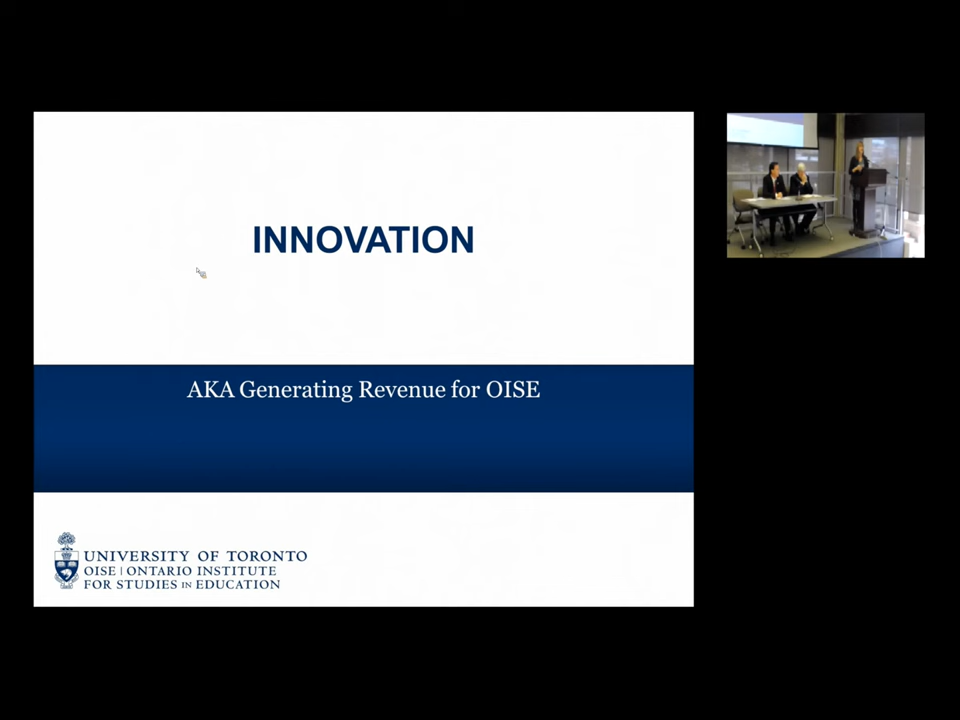 INNOVATION
AKA Generating Revenue for OISE
UNIVERSITY OF TORONTO
OISE | ONTARIO INSTITUTE
FOR STUDIES IN EDUCATION